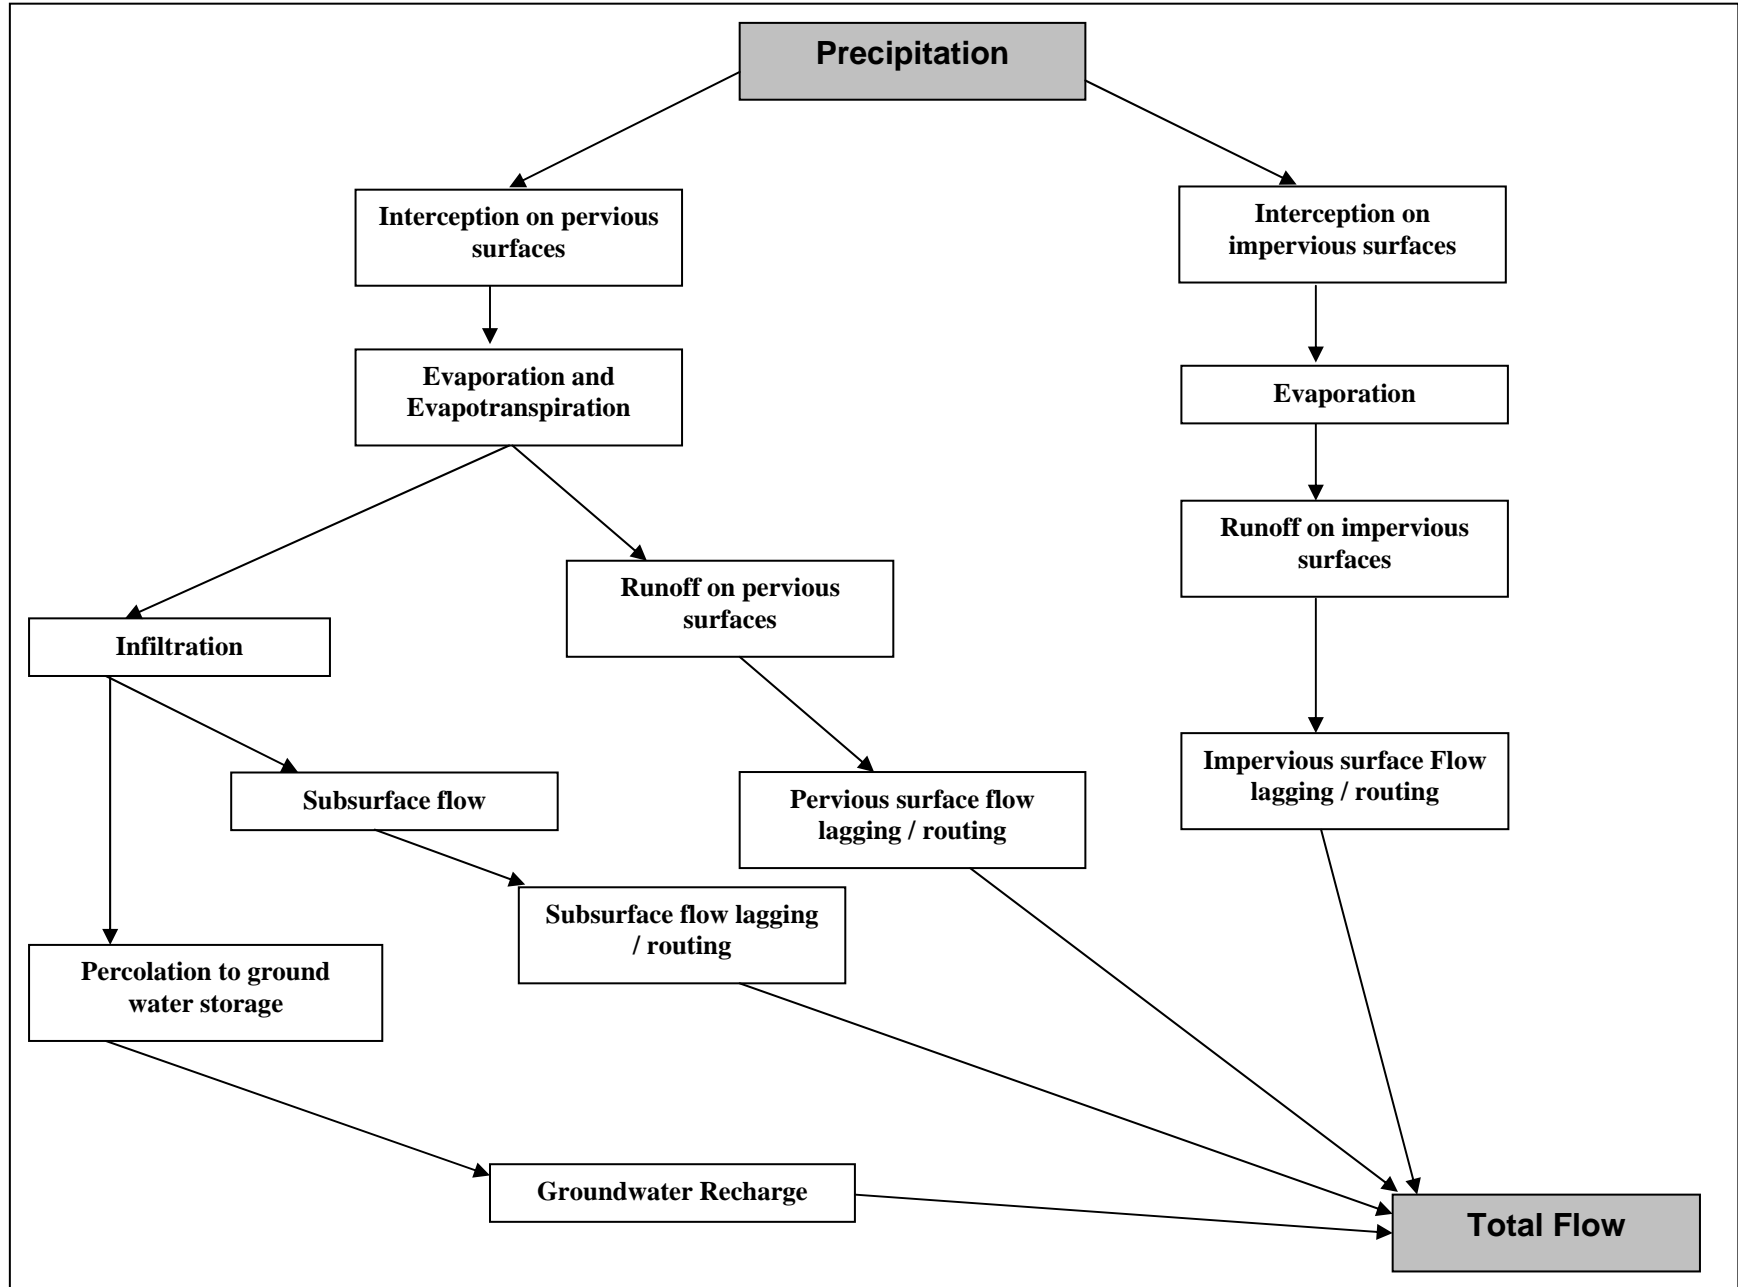 Precipitation
Interception on pervious
surfaces
Interception on
impervious surfaces
Evaporation and
Evapotranspiration
Evaporation
Runoff on impervious
surfaces
Runoff on pervious
surfaces
Infiltration
Impervious surface Flow
lagging / routing
Subsurface flow
Pervious surface flow
lagging / routing
Subsurface flow lagging
/ routing
Percolation to ground
water storage
Groundwater Recharge
Total Flow